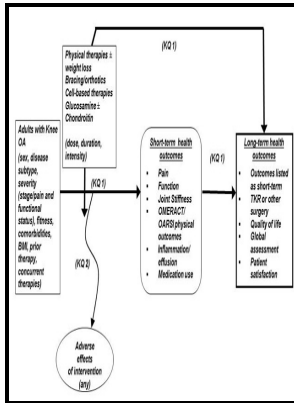 (KQ 1)
Physical therapies ±
weight loss
Bracing/orthotics
Cell-based therapies
Glucosamine ±
Chondroitin
(dose, duration,
intensity)
Adults with Knee
OA
(sex, disease
subtype,
severity
(stage/pain and
functional
status), fitness,
comorbidities,
BMI, prior
therapy,
concurrent
therapies)
(KQ 1)
(KQ 2)
Adverse
effects
of intervention
(any)
Short-term health
outcomes
• Pain
• Function
• Joint Stiffness
• OMERACT/
OARSI physical
outcomes
• Inflammation/
effusion
• Medication use
(KQ 1)
Long-term health
outcomes
• Outcomes listed
as short-term
• TKR or other
surgery
• Quality of life
• Global
assessment
• Patient
satisfaction